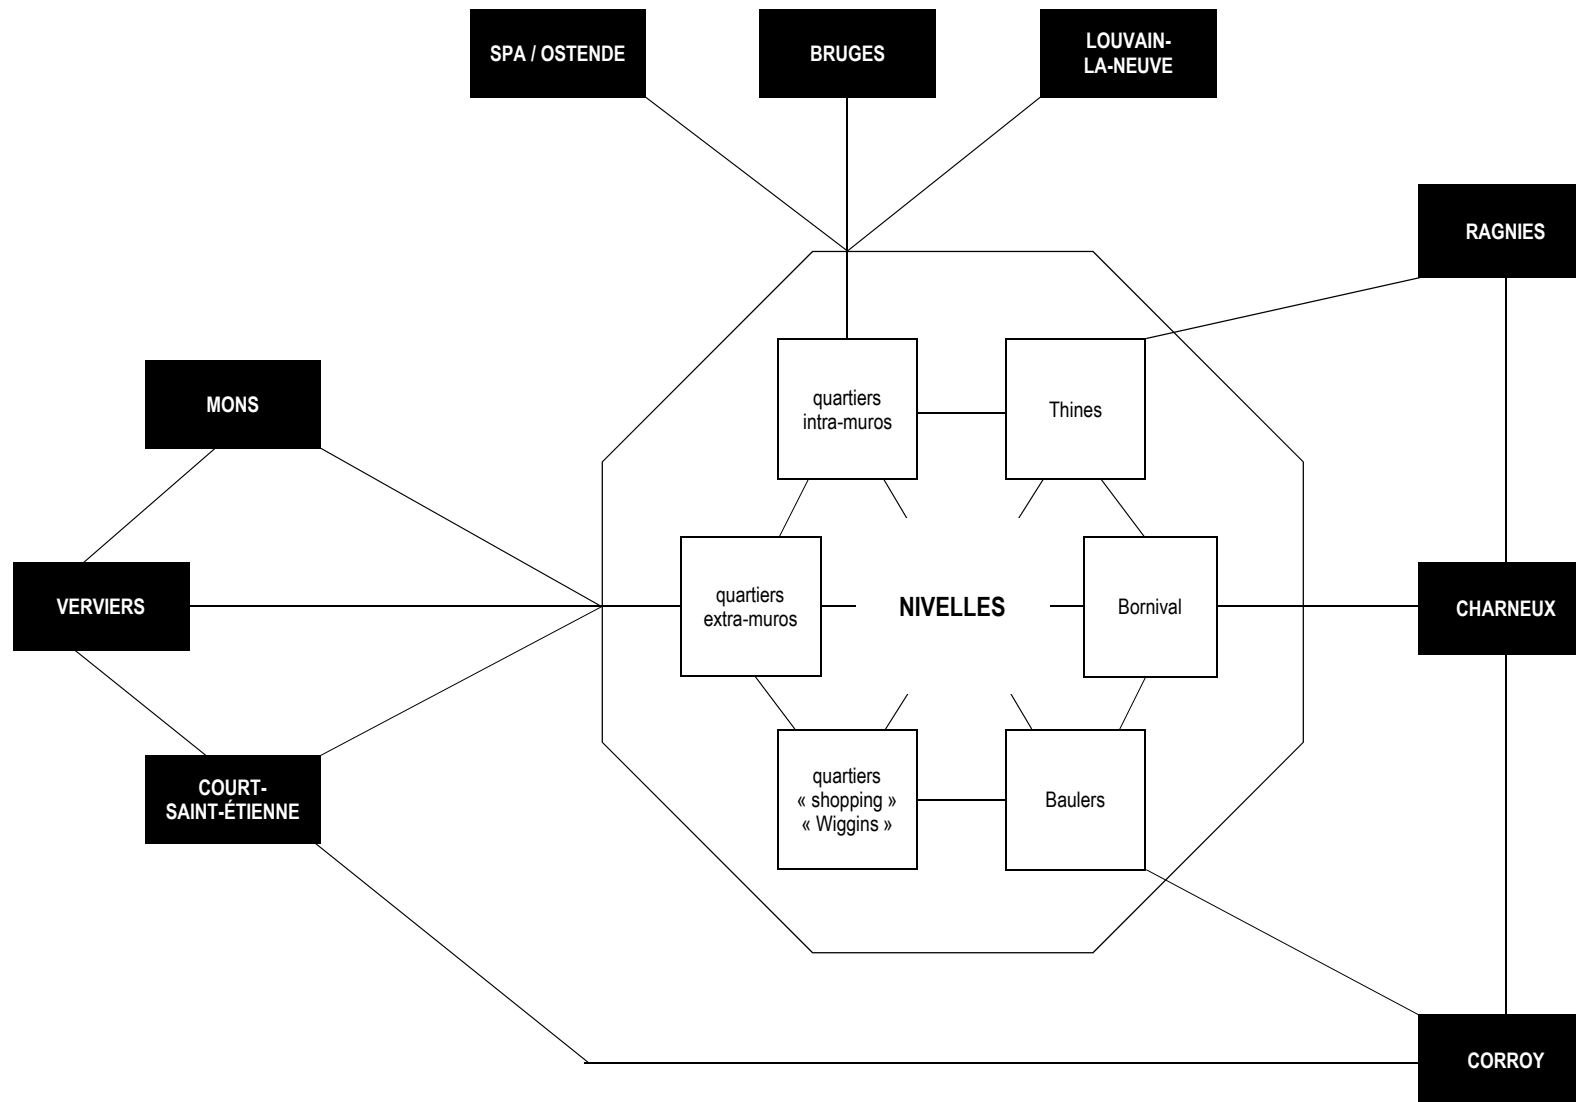 SPA / OSTENDE
BRUGES
LOUVAIN-
LA-NEUVE
RAGNIES
MONS
quartiers
intra-muros
Thines
VERVIERS
quartiers
extra-muros
NIVELLES
Bornival
CHARNEUX
COURT-
SAINT-ÉTIENNE
quartiers
« shopping »
« Wiggins »
Baulers
CORROY